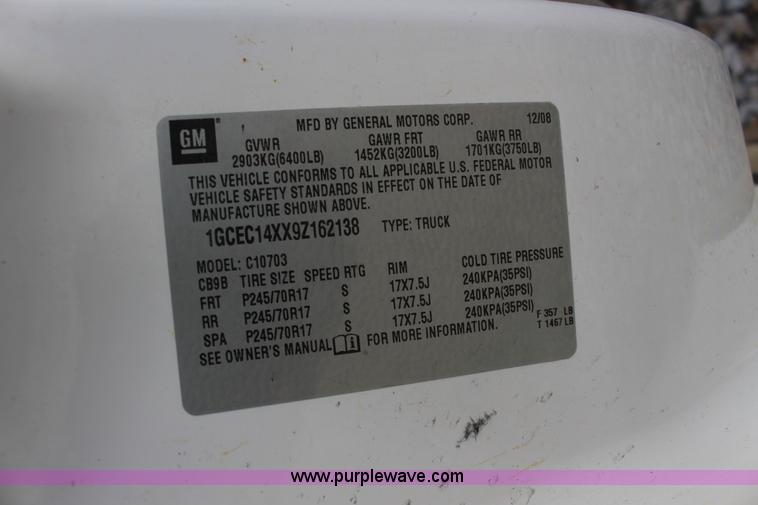 GM
MFD BY GENERAL MOTORS CORP. 12/08
GVWR GAWR FRT GAWR RR
2903KG(6400LB) 1452KG(3200LB) 1701KG(3750LB)
THIS VEHICLE CONFORMS TO ALL APPLICABLE U.S. FEDERAL MOTOR
VEHICLE SAFETY STANDARDS IN EFFECT ON THE DATE OF
MANUFACTURE SHOWN ABOVE.
1GCEC14XX9Z162138 TYPE: TRUCK
MODEL: C10703
CB9B TIRE SIZE SPEED RTG RIM COLD TIRE PRESSURE
FRT P245/70R17 S 17X7.5J 240KPA(35PSI)
RR P245/70R17 S 17X7.5J 240KPA(35PSI)
SPA P245/70R17 S 17X7.5J 240KPA(35PSI)
SEE OWNER'S MANUAL FOR MORE INFORMATION.
F 357 LB
T 1467 LB
www.purplewave.com